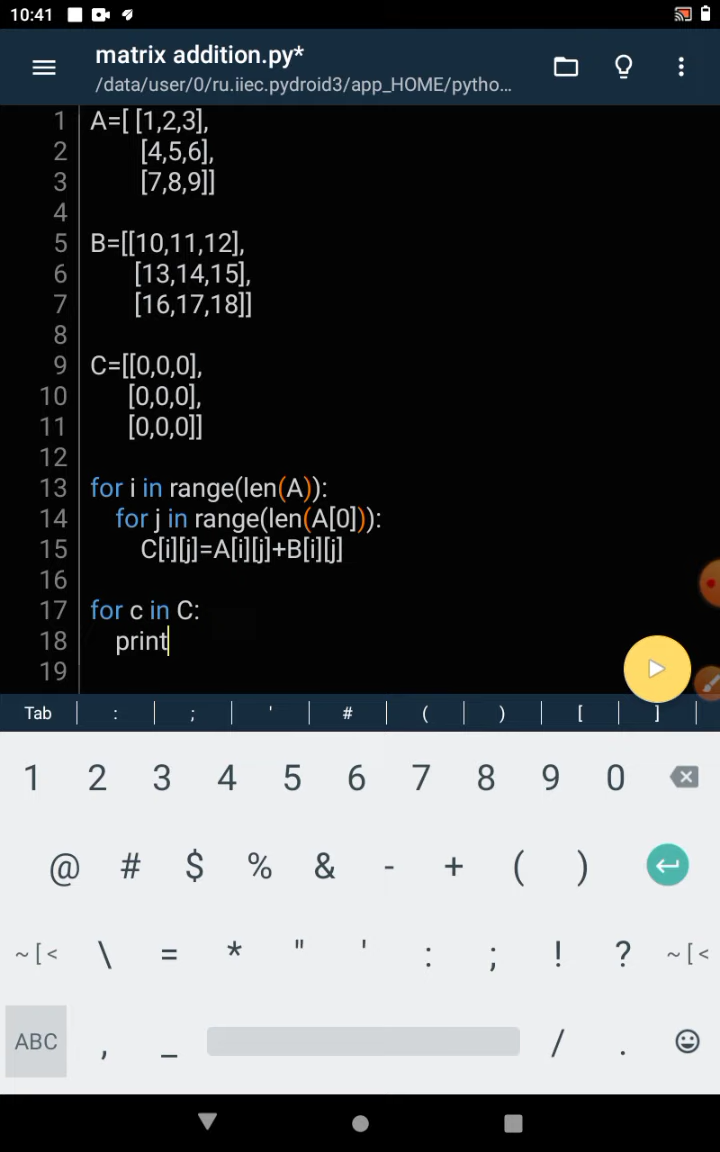 10:41
matrix addition.py*
/data/user/0/ru.iiec.pydroid3/app_HOME/pytho...
1 A=[ [1,2,3],
2 [4,5,6],
3 [7,8,9]]
4
5 B=[[10,11,12],
6 [13,14,15],
7 [16,17,18]]
8
9 C=[[0,0,0],
10 [0,0,0],
11 [0,0,0]]
12
13 for i in range(len(A)):
14 for j in range(len(A[0])):
15 C[i][j]=A[i][j]+B[i][j]
16
17 for c in C:
18 print
19
Tab : ; ' # ( ) [ ]
1 2 3 4 5 6 7 8 9 0
@ # $ % & - + ( )
~[< \ = * " ' : ; ! ? ~[<
ABC , _ / .